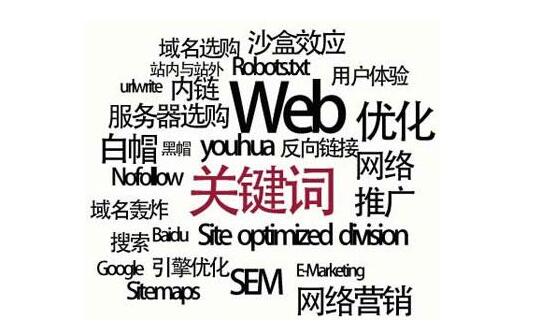 域名选购 沙盒效应
站内与站外 Robots.txt 用户体验
urlwrite 内链 Web 优化
服务器选购
白帽 黑帽 youhua 反向链接 网络
Nofollow 关键词 推广
域名轰炸
搜索 Baidu Site optimized division
Google 引擎优化 SEM E-Marketing
Sitemaps 网络营销